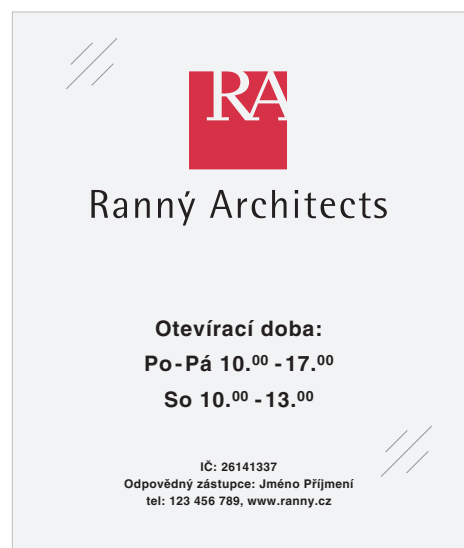 RA
Ranný Architects
Otevírací doba:
Po-Pá 10.⁰⁰ -17.⁰⁰
So 10.⁰⁰ -13.⁰⁰
IČ: 26141337
Odpovědný zástupce: Jméno Příjmení
tel: 123 456 789, www.ranny.cz